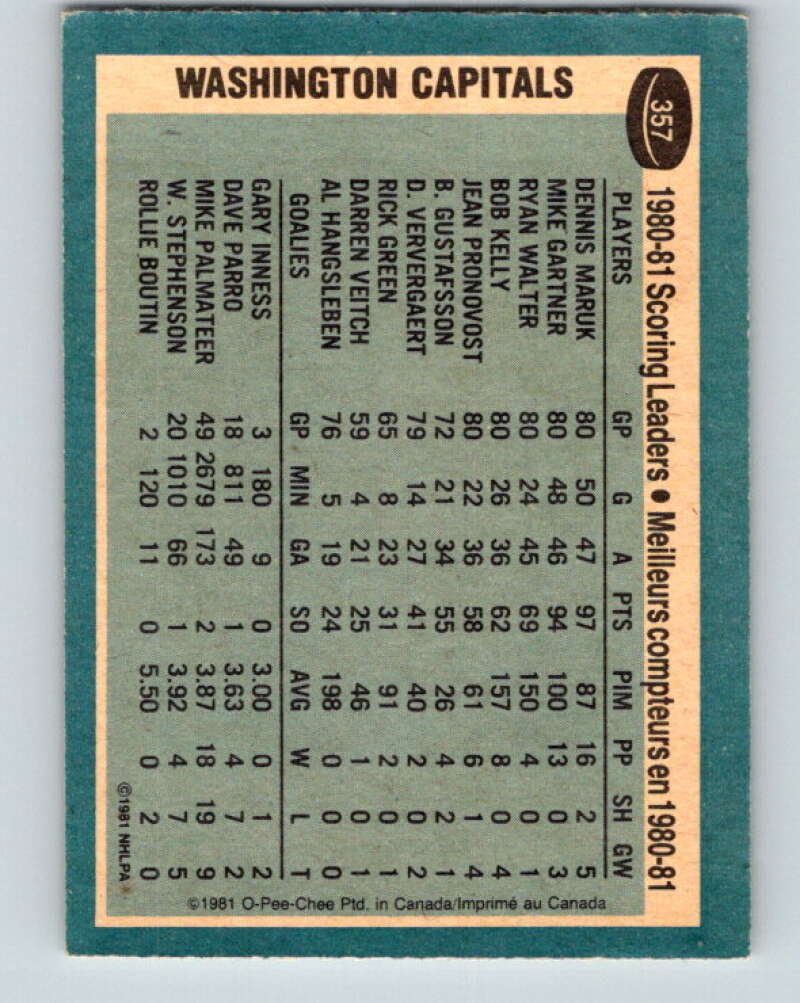 WASHINGTON CAPITALS
357
1980-81 Scoring Leaders • Meilleurs compteurs en 1980-81
PLAYERS GP G A PTS PIM PP SH GW
DENNIS MARUK 80 50 47 97 87 16 2 5
MIKE GARTNER 80 48 46 94 100 13 0 3
RYAN WALTER 80 24 45 69 150 4 0 1
BOB KELLY 80 26 36 62 157 8 0 4
JEAN PRONOVOST 80 22 36 58 61 6 1 4
B. GUSTAFSSON 72 21 34 55 26 4 2 1
D. VERVERGAERT 79 14 27 41 40 2 0 2
RICK GREEN 65 8 23 31 91 2 0 1
DARREN VEITCH 59 4 21 25 46 1 0 1
AL HANGSLEBEN 76 5 19 24 198 0 0 0
GOALIES GP MIN GA SO AVG W L T
GARY INNESS 3 180 9 0 3.00 0 1 2
DAVE PARRO 18 811 49 1 3.63 4 7 2
MIKE PALMATEER 49 2679 173 2 3.87 18 19 9
W. STEPHENSON 20 1010 66 1 3.92 4 7 5
ROLLIE BOUTIN 2 120 11 0 5.50 0 2 0
©1981 NHLPA
©1981 O-Pee-Chee Ptd. in Canada/Imprimé au Canada